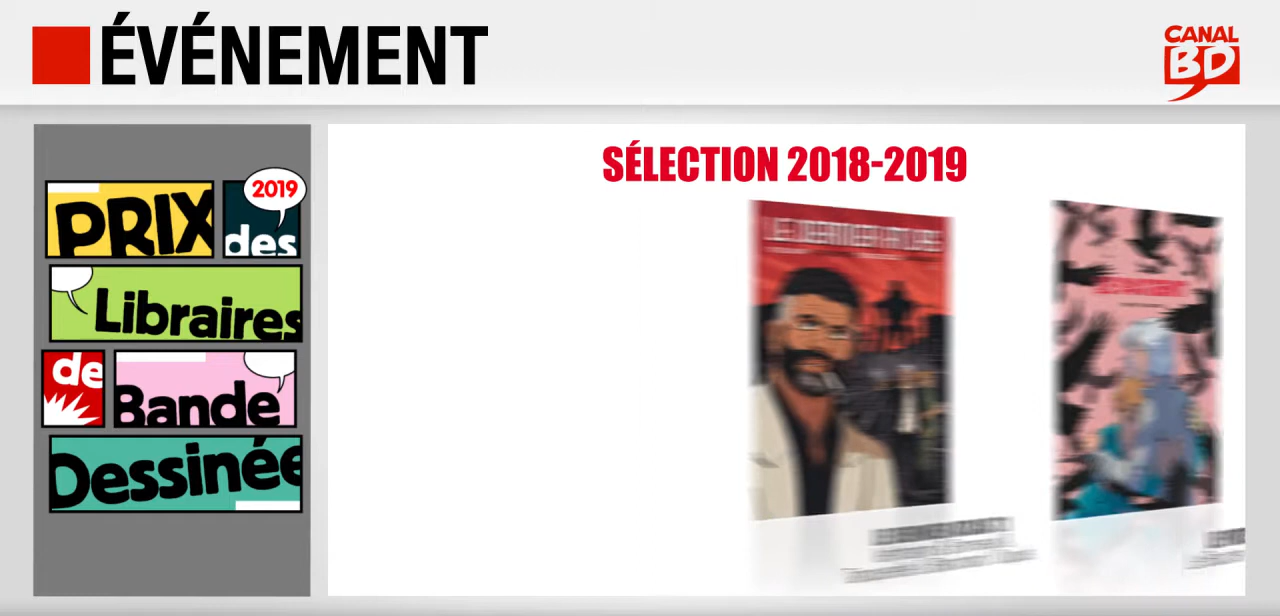 ÉVÉNEMENT
CANAL
BD
PRIX
des
2019
Libraires
de
Bande
Dessinée
SÉLECTION 2018-2019